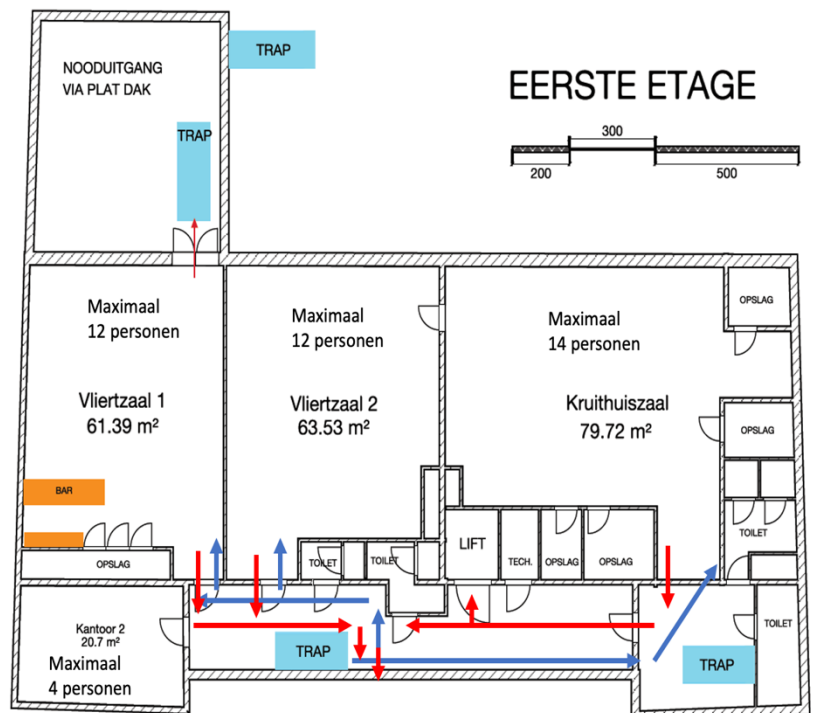 TRAP
NOODUITGANG
VIA PLAT DAK
EERSTE ETAGE
TRAP
300
200
500
Maximaal
12 personen
Maximaal
12 personen
Maximaal
14 personen
OPSLAG
Vliertzaal 1
61.39 m²
Vliertzaal 2
63.53 m²
Kruithuiszaal
79.72 m²
OPSLAG
BAR
OPSLAG
TOILET
TOILET
LIFT
TECH.
OPSLAG
OPSLAG
TOILET
Kantoor 2
20.7 m²
Maximaal
4 personen
TRAP
TRAP
TOILET